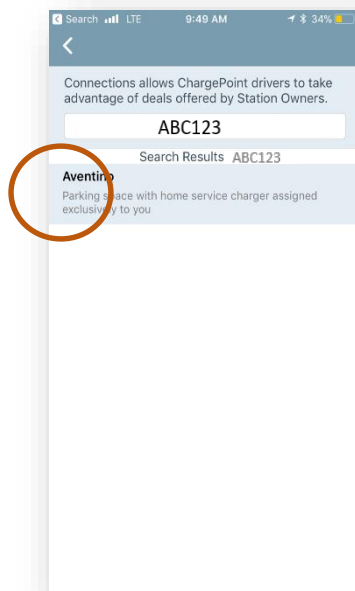 Search LTE 9:49 AM 34%
Connections allows ChargePoint drivers to take
advantage of deals offered by Station Owners.
ABC123
Search Results ABC123
Aventino
Parking space with home service charger assigned
exclusively to you